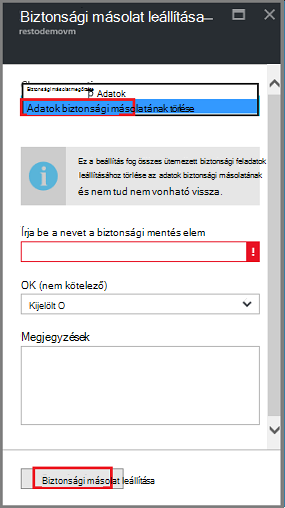 Biztonsági másolat leállítása
restodemovm
Biztonsági másolat megőrzése
Adatok
Adatok biztonsági másolatának törlése
Ez a beállítás fog összes ütemezett biztonsági feladatok
leállításához törlése az adatok biztonsági másolatának
és nem tud nem vonható vissza.
Írja be a nevet a biztonsági mentés elem
!
OK (nem kötelező)
Kijelölt O
Megjegyzések
Biztonsági másolat leállítása